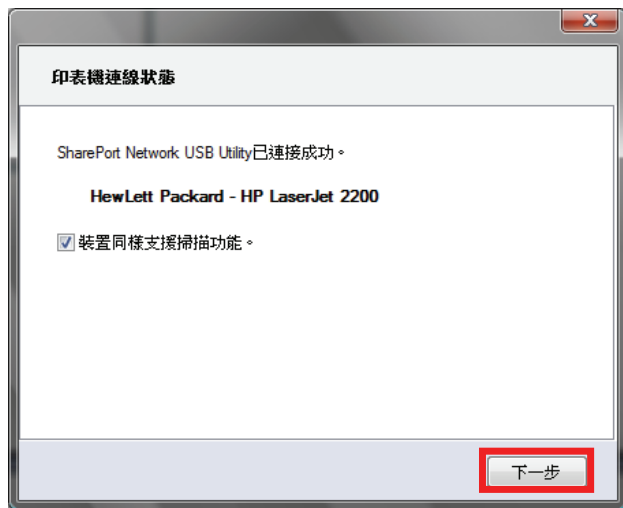 印表機連線狀態
SharePort Network USB Utility已連接成功。
HewLett Packard - HP LaserJet 2200
裝置同樣支援掃描功能。
下一步